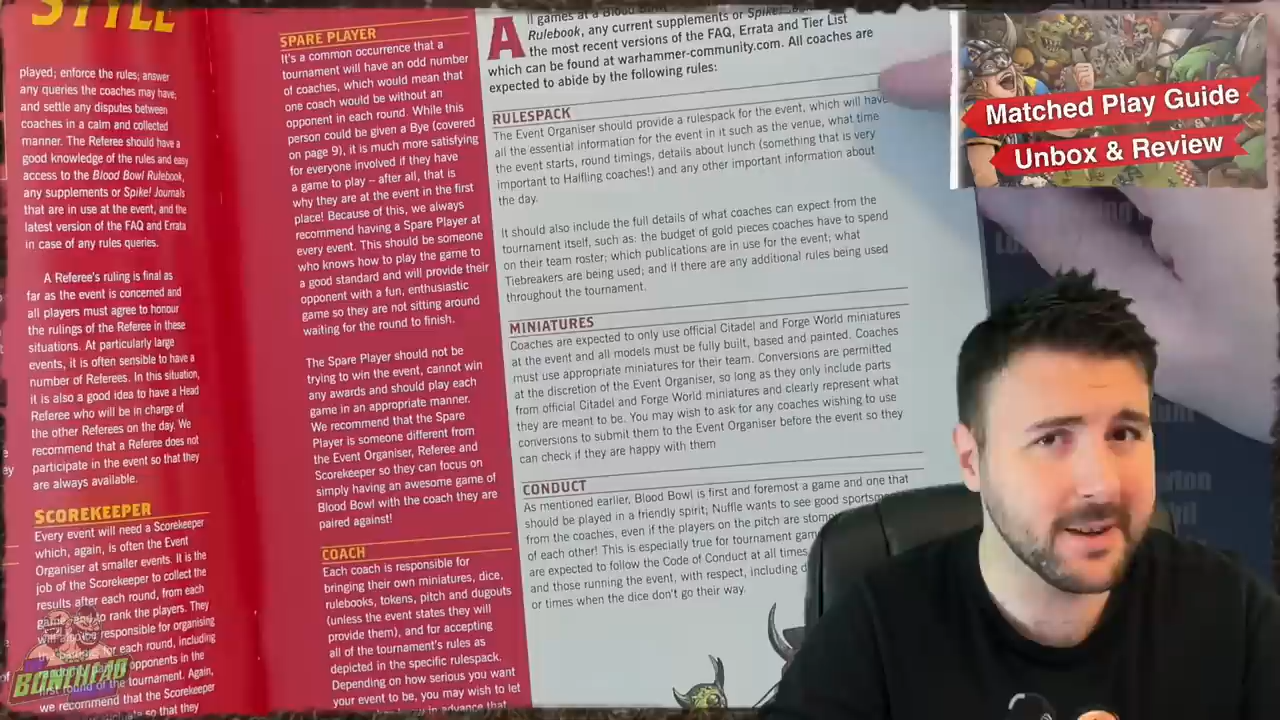 STYLE
played; enforce the rules; answer
any queries the coaches may have;
and settle any disputes between
coaches in a calm and collected
manner. The Referee should have a
good knowledge of the rules and easy
access to the Blood Bowl Rulebook,
any supplements or Spike! Journals
that are in use at the event, and the
latest version of the FAQ and Errata
in case of any rules queries.
A Referee's ruling is final as
far as the event is concerned and
all players must agree to honour
the rulings of the Referee in these
situations. At particularly large
events, it is often sensible to have a
number of Referees. In this situation,
it is also a good idea to have a Head
Referee who will be in charge of
the other Referees on the day. We
recommend that a Referee does not
participate in the event so that they
are always available.
SCOREKEEPER
Every event will need a Scorekeeper
which, again, is often the Event
Organiser at smaller events. It is the
job of the Scorekeeper to collect the
results after each round, from each
rank the players. They
responsible for organising
for each round, including
opponents in the
first round of the tournament. Again,
we recommend that the Scorekeeper
so that they
SPARE PLAYER
It's a common occurrence that a
tournament will have an odd number
of coaches, which would mean that
one coach would be without an
opponent in each round. While this
person could be given a Bye (covered
on page 9), it is much more satisfying
for everyone involved if they have
a game to play – after all, that is
why they are at the event in the first
place! Because of this, we always
recommend having a Spare Player at
every event. This should be someone
who knows how to play the game to
a good standard and will provide their
opponent with a fun, enthusiastic
game so they are not sitting around
waiting for the round to finish.
The Spare Player should not be
trying to win the event, cannot win
any awards and should play each
game in an appropriate manner.
We recommend that the Spare
Player is someone different from
the Event Organiser, Referee and
Scorekeeper so they can focus on
simply having an awesome game of
Blood Bowl with the coach they are
paired against!
COACH
Each coach is responsible for
bringing their own miniatures, dice,
rulebooks, tokens, pitch and dugouts
(unless the event states they will
provide them), and for accepting
all of the tournament's rules as
depicted in the specific rulespack.
Depending on how serious you want
your event to be, you may wish to let
in advance that
All games at a Blood
Rulebook, any current supplements or Spike!
the most recent versions of the FAQ, Errata and Tier List
which can be found at warhammer-community.com. All coaches are
expected to abide by the following rules:
RULESPACK
The Event Organiser should provide a rulespack for the event, which will have
all the essential information for the event in it such as the venue, what time
the event starts, round timings, details about lunch (something that is very
important to Halfling coaches!) and any other important information about
the day.
It should also include the full details of what coaches can expect from the
tournament itself, such as: the budget of gold pieces coaches have to spend
on their team roster; which publications are in use for the event; what
Tiebreakers are being used; and if there are any additional rules being used
throughout the tournament.
MINIATURES
Coaches are expected to only use official Citadel and Forge World miniatures
at the event and all models must be fully built, based and painted. Coaches
must use appropriate miniatures for their team. Conversions are permitted
at the discretion of the Event Organiser, so long as they only include parts
from official Citadel and Forge World miniatures and clearly represent what
they are meant to be. You may wish to ask for any coaches wishing to use
conversions to submit them to the Event Organiser before the event so they
can check if they are happy with them
CONDUCT
As mentioned earlier, Blood Bowl is first and foremost a game and one that
should be played in a friendly spirit; Nuffle wants to see good
from the coaches, even if the players on the pitch are
of each other! This is especially true for tournament
are expected to follow the Code of Conduct at all times
and those running the event, with respect, including
or times when the dice don't go their way.
Matched Play Guide
Unbox & Review
BONEHEAD